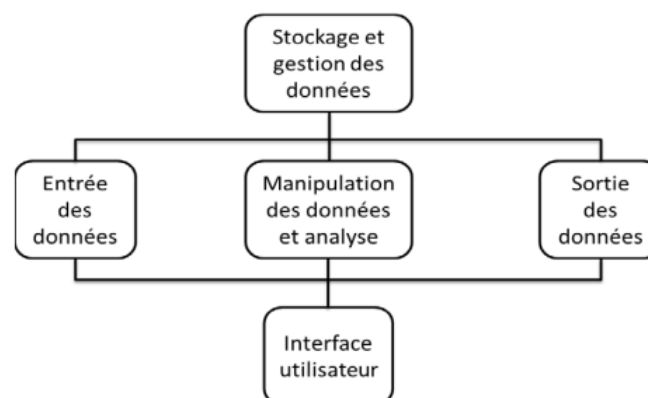 Stockage et
gestion des
données
Entrée
des
données
Manipulation
des données
et analyse
Sortie
des
données
Interface
utilisateur